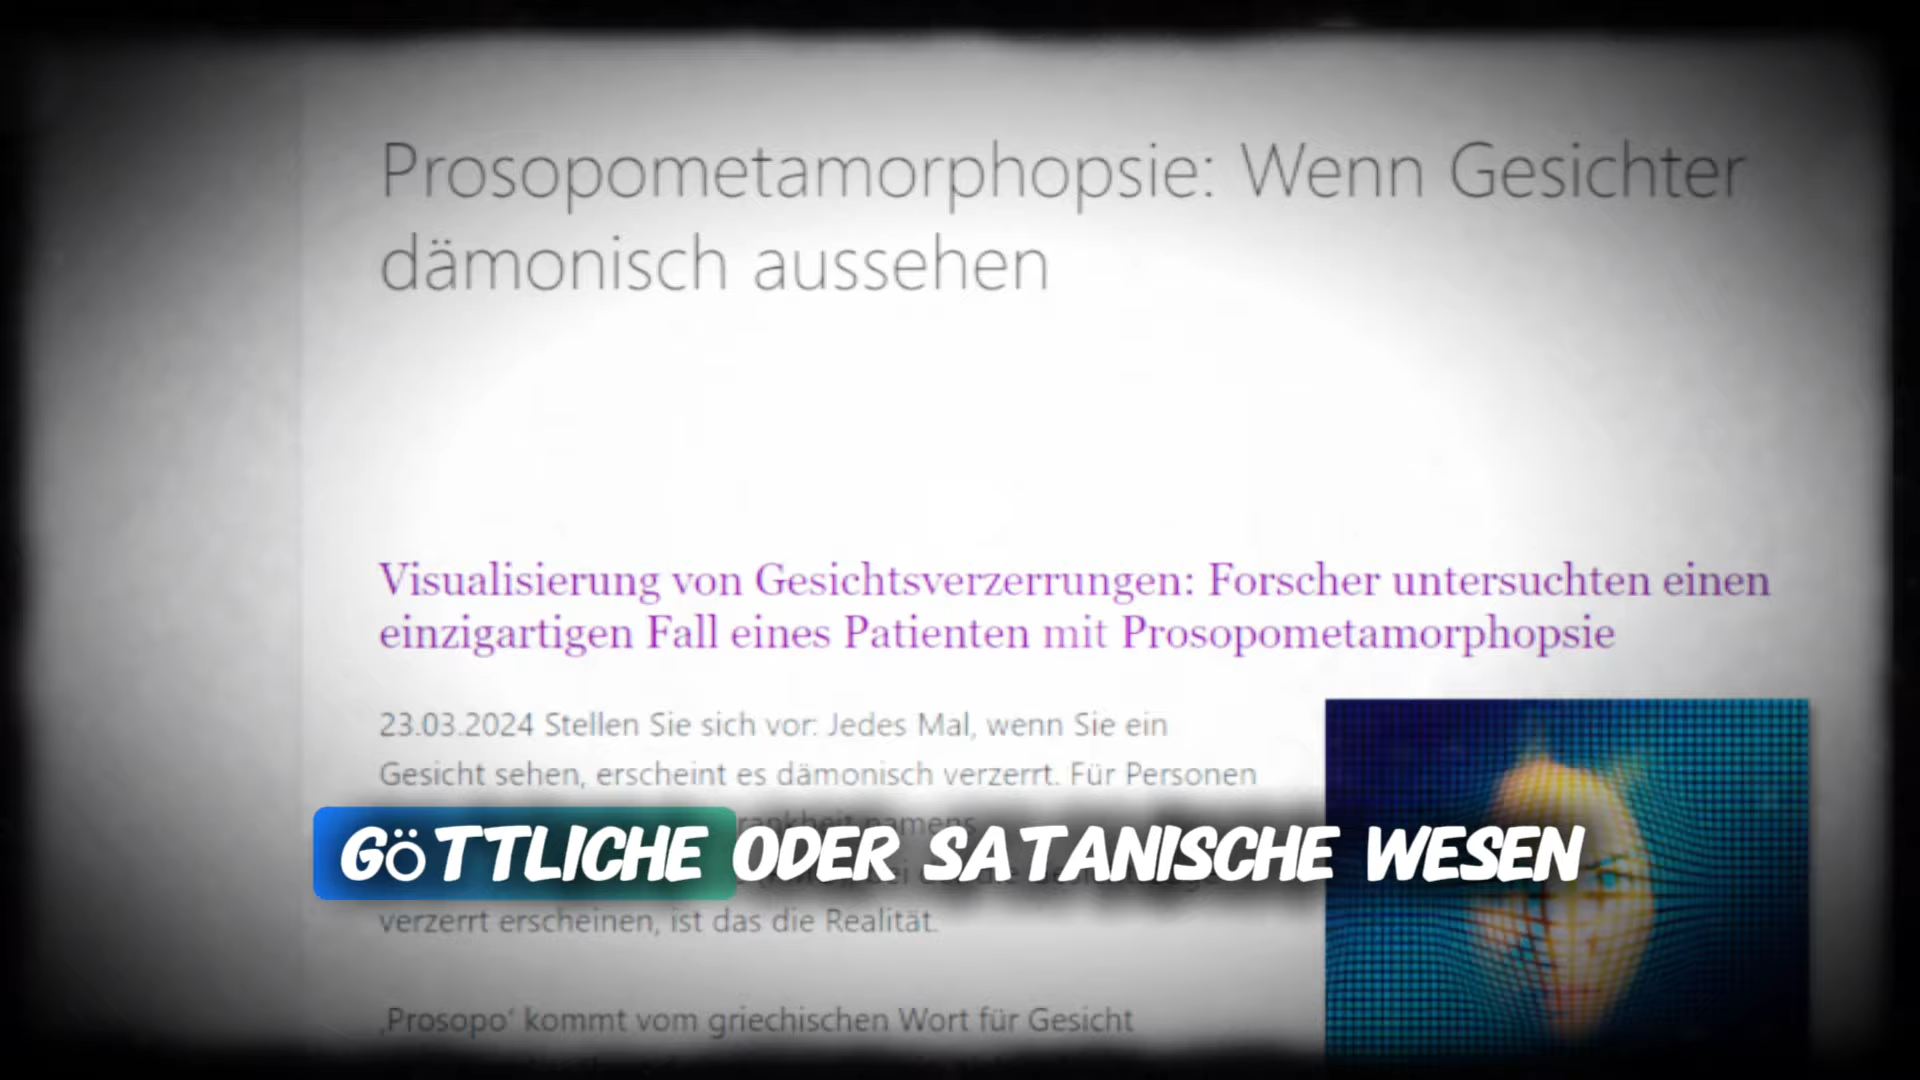 Prosopometamorphopsie: Wenn Gesichter
dämonisch aussehen
Visualisierung von Gesichtsverzerrungen: Forscher untersuchten einen
einzigartigen Fall eines Patienten mit Prosopometamorphopsie
23.03.2024 Stellen Sie sich vor: Jedes Mal, wenn Sie ein
Gesicht sehen, erscheint es dämonisch verzerrt. Für Personen
namens
GÖTTLICHE ODER SATANISCHE WESEN
verzerrt erscheinen, ist das die Realität.
‚Prosopo‘ kommt vom griechischen Wort für Gesicht